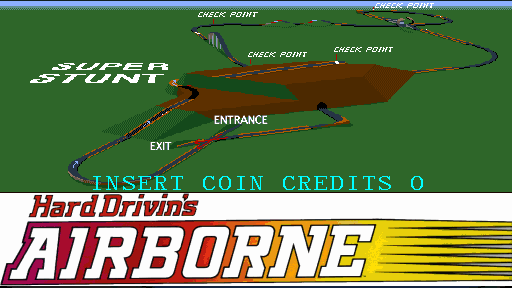 CHECK POINT
CHECK POINT
CHECK POINT
CHECK POINT
SUPER
STUNT
ENTRANCE
EXIT
INSERT COIN CREDITS 0
Hard Drivin's
AIRBORNE